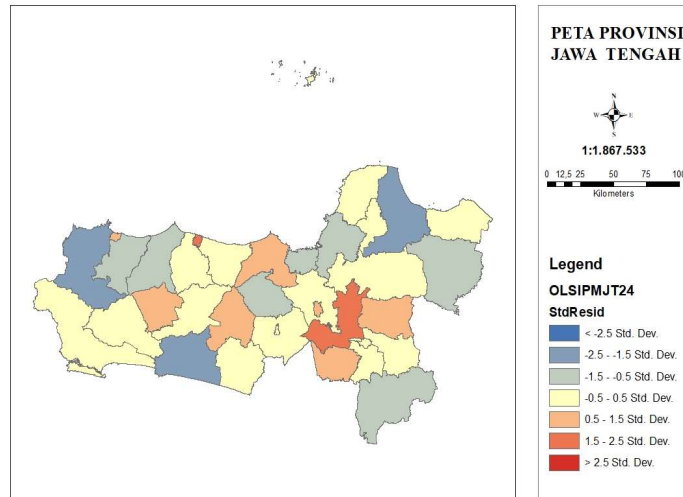 PETA PROVINSI
JAWA TENGAH
N
W E
S
1:1.867.533
0 12,5 25 50 75 100
Kilometers
Legend
OLSIPMJT24
StdResid
< -2.5 Std. Dev.
-2.5 - -1.5 Std. Dev.
-1.5 - -0.5 Std. Dev.
-0.5 - 0.5 Std. Dev.
0.5 - 1.5 Std. Dev.
1.5 - 2.5 Std. Dev.
> 2.5 Std. Dev.